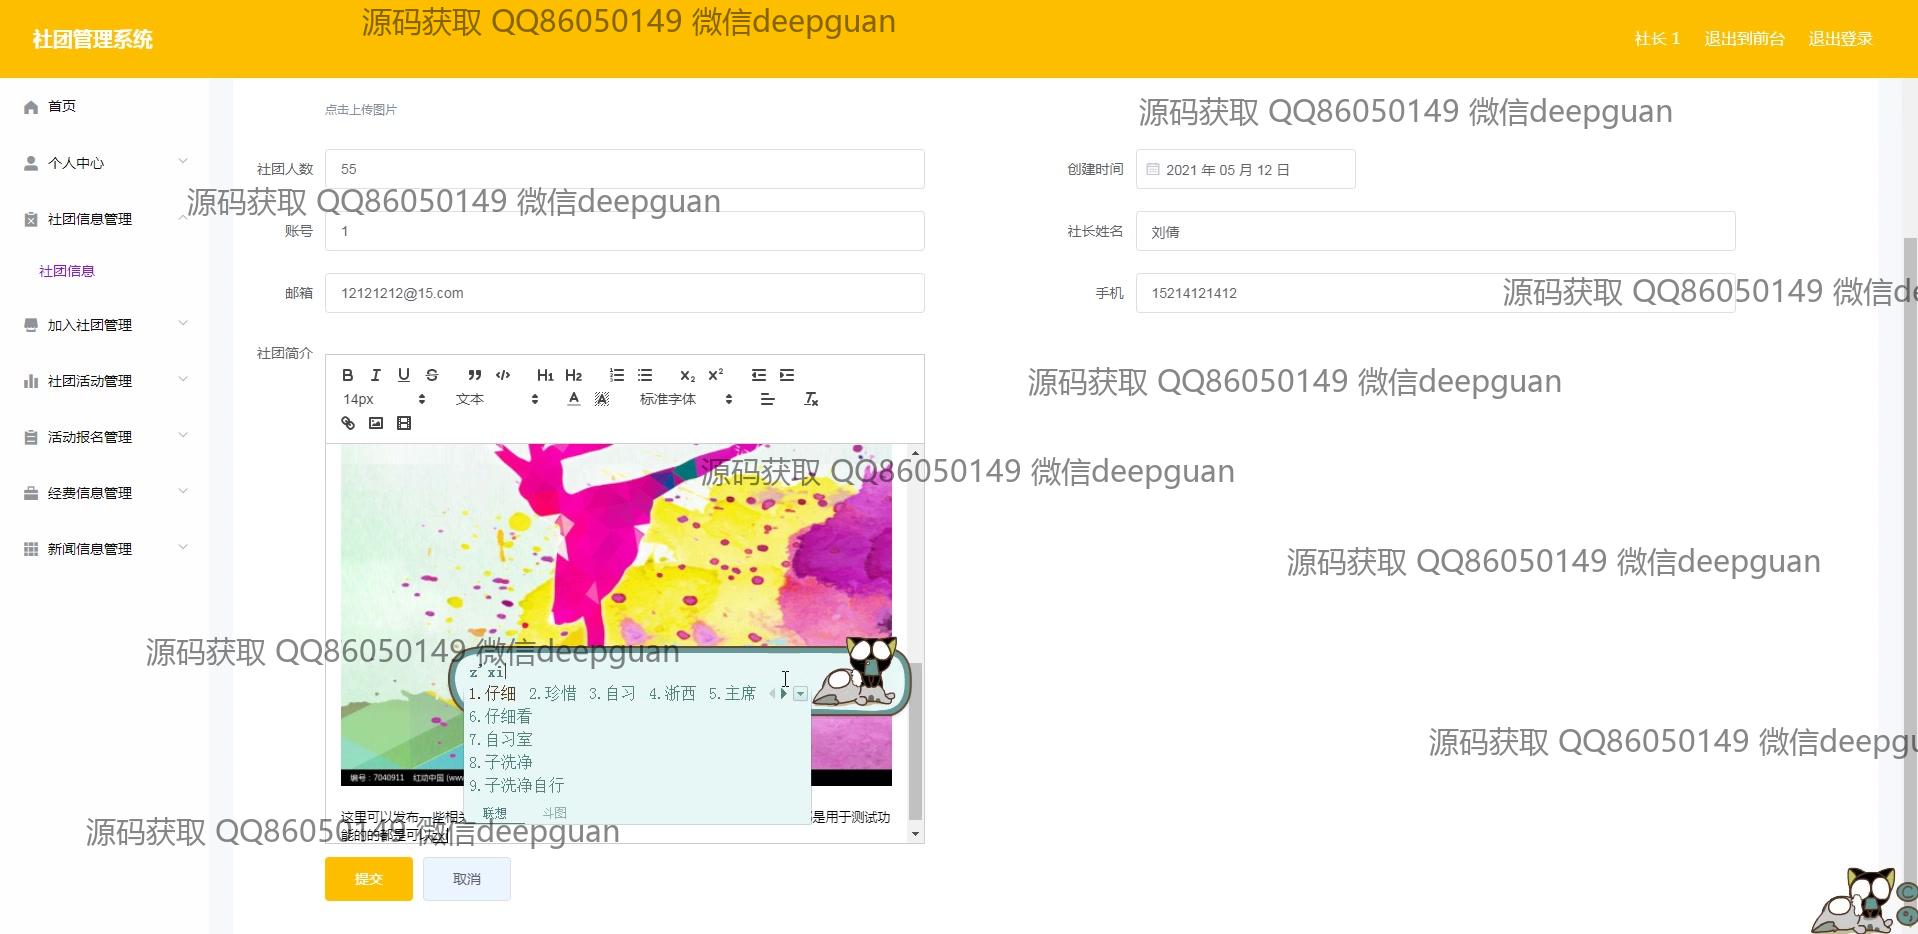 社团管理系统
源码获取 QQ86050149 微信deepguan
社长 1
退出到前台
退出登录
首页
个人中心
社团信息管理
社团信息
加入社团管理
社团活动管理
活动报名管理
经费信息管理
新闻信息管理
点击上传图片
源码获取 QQ86050149 微信deepguan
社团人数
55
创建时间
2021 年 05 月 12 日
源码获取 QQ86050149 微信deepguan
账号
1
社长姓名
刘倩
邮箱
12121212@15.com
手机
15214121412
源码获取 QQ86050149 微信de
社团简介
B I U S H1 H2 X2 X2
14px
文本
A A
标准字体
源码获取 QQ86050149 微信deepguan
源码获取 QQ86050149 微信deepguan
源码获取 QQ86050149 微信deepguan
源码获取 QQ86050149 微信deepguan
z'xi
1.仔细 2.珍惜 3.自习 4.浙西 5.主席
6.仔细看
7.自习室
8.子洗净
9.子洗净自行
联想
斗图
编号：7040911 红动中国 (www
源码获取 QQ86050149 微信deepgu
这里可以发布一些相
是用于测试功
能的的都是可以zxi
源码获取 QQ86050149 微信deepguan
提交
取消